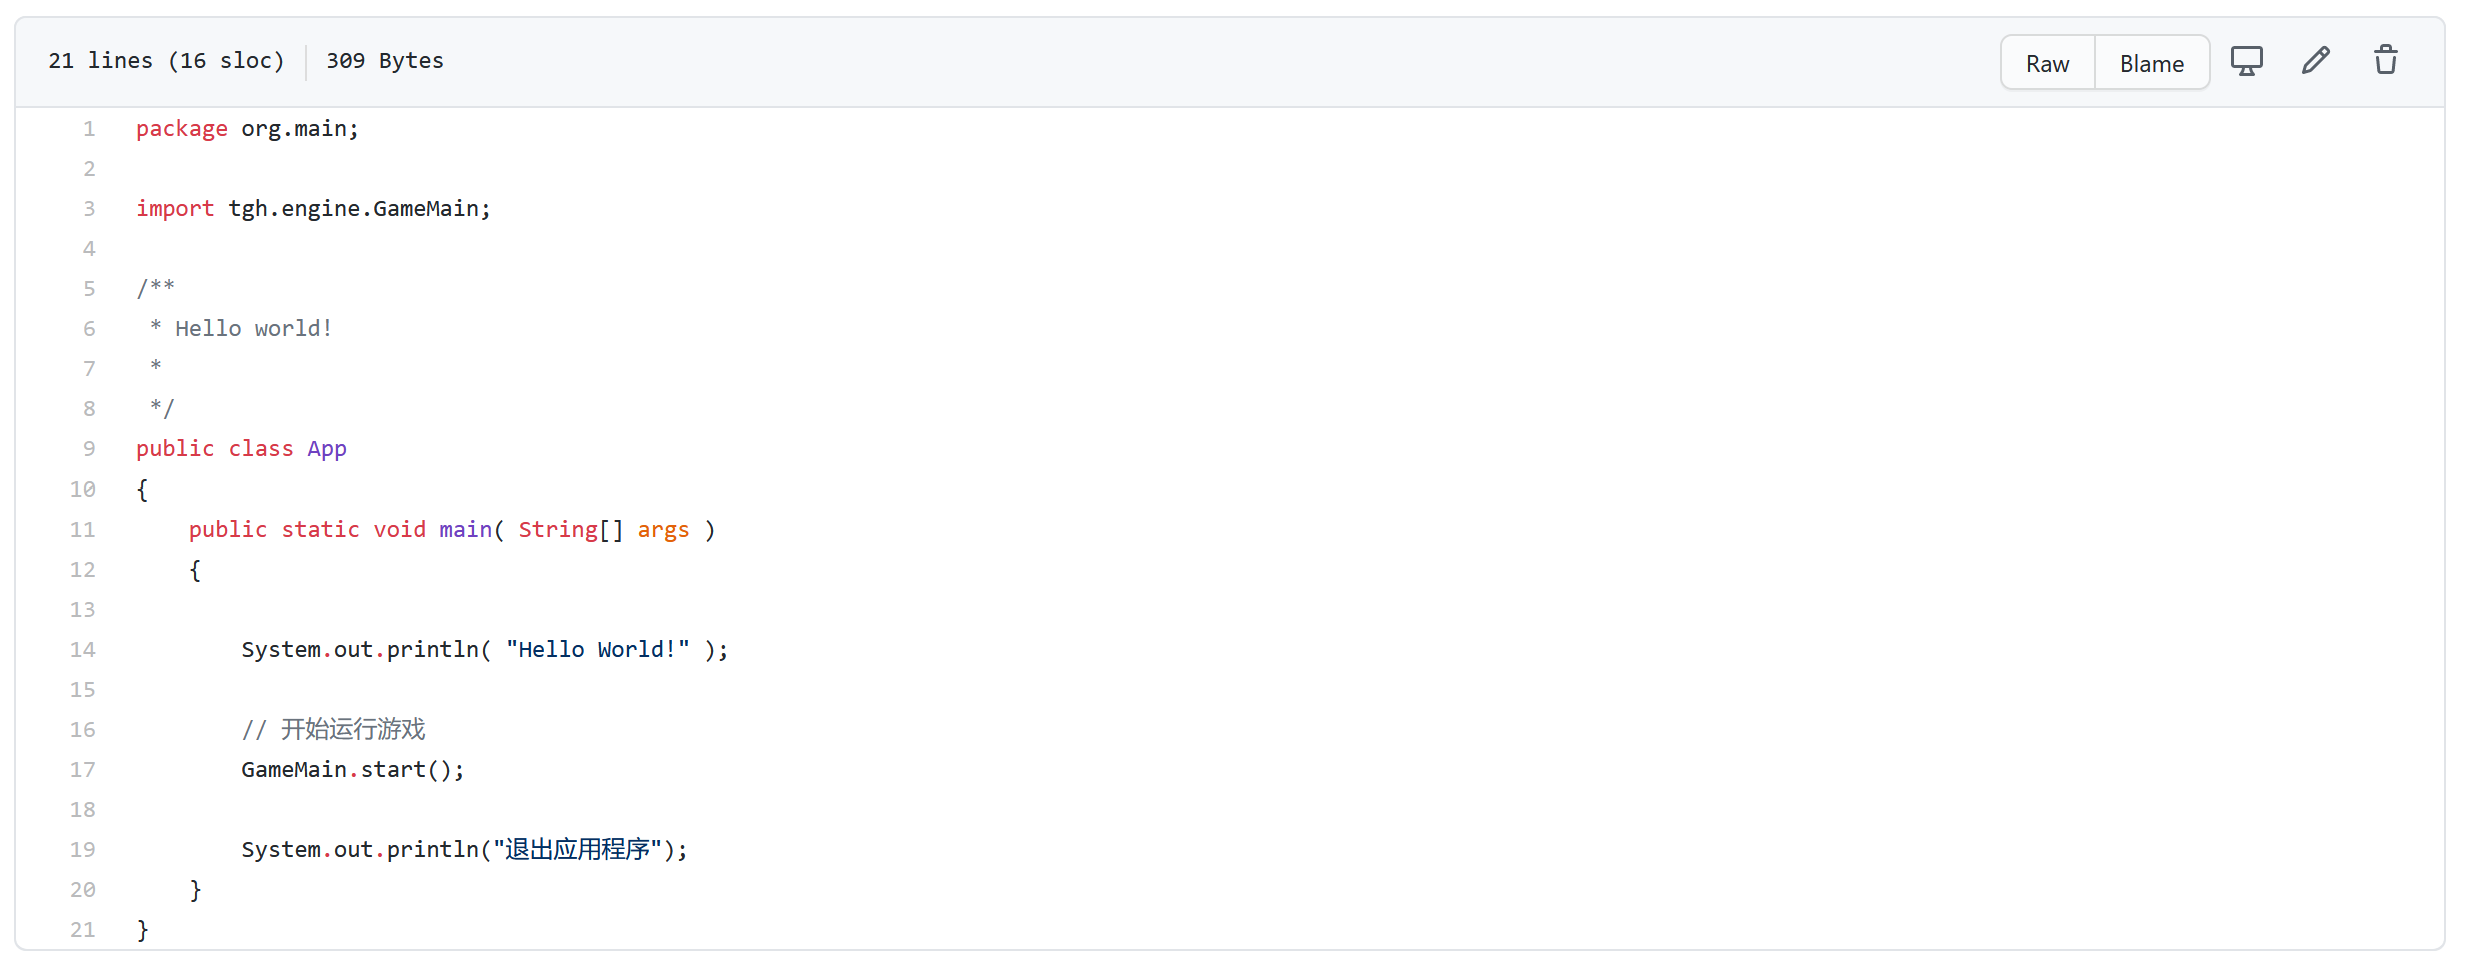 21 lines (16 sloc) 309 Bytes Raw Blame
1 package org.main;
2
3 import tgh.engine.GameMain;
4
5 /**
6  * Hello world!
7  *
8  */
9 public class App
10 {
11     public static void main( String[] args )
12     {
13
14         System.out.println( "Hello World!" );
15
16         // 开始运行游戏
17         GameMain.start();
18
19         System.out.println("退出应用程序");
20     }
21 }